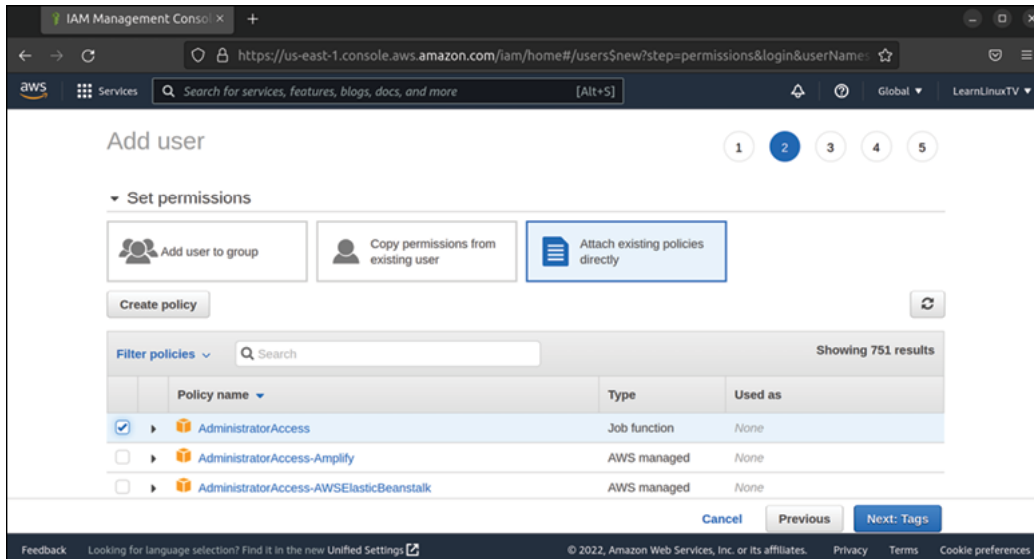 IAM Management Consol × +
https://us-east-1.console.aws.amazon.com/iam/home#/users$new?step=permissions&login&userNames
aws Services Search for services, features, blogs, docs, and more [Alt+S] Global ▼ LearnLinuxTV ▼
Add user 1 2 3 4 5
Set permissions
Add user to group
Copy permissions from
existing user
Attach existing policies
directly
Create policy
Filter policies Search Showing 751 results
Policy name Type Used as
AdministratorAccess Job function None
AdministratorAccess-Amplify AWS managed None
AdministratorAccess-AWSElasticBeanstalk AWS managed None
Cancel Previous Next: Tags
Feedback Looking for language selection? Find it in the new Unified Settings © 2022, Amazon Web Services, Inc. or its affiliates. Privacy Terms Cookie preferences